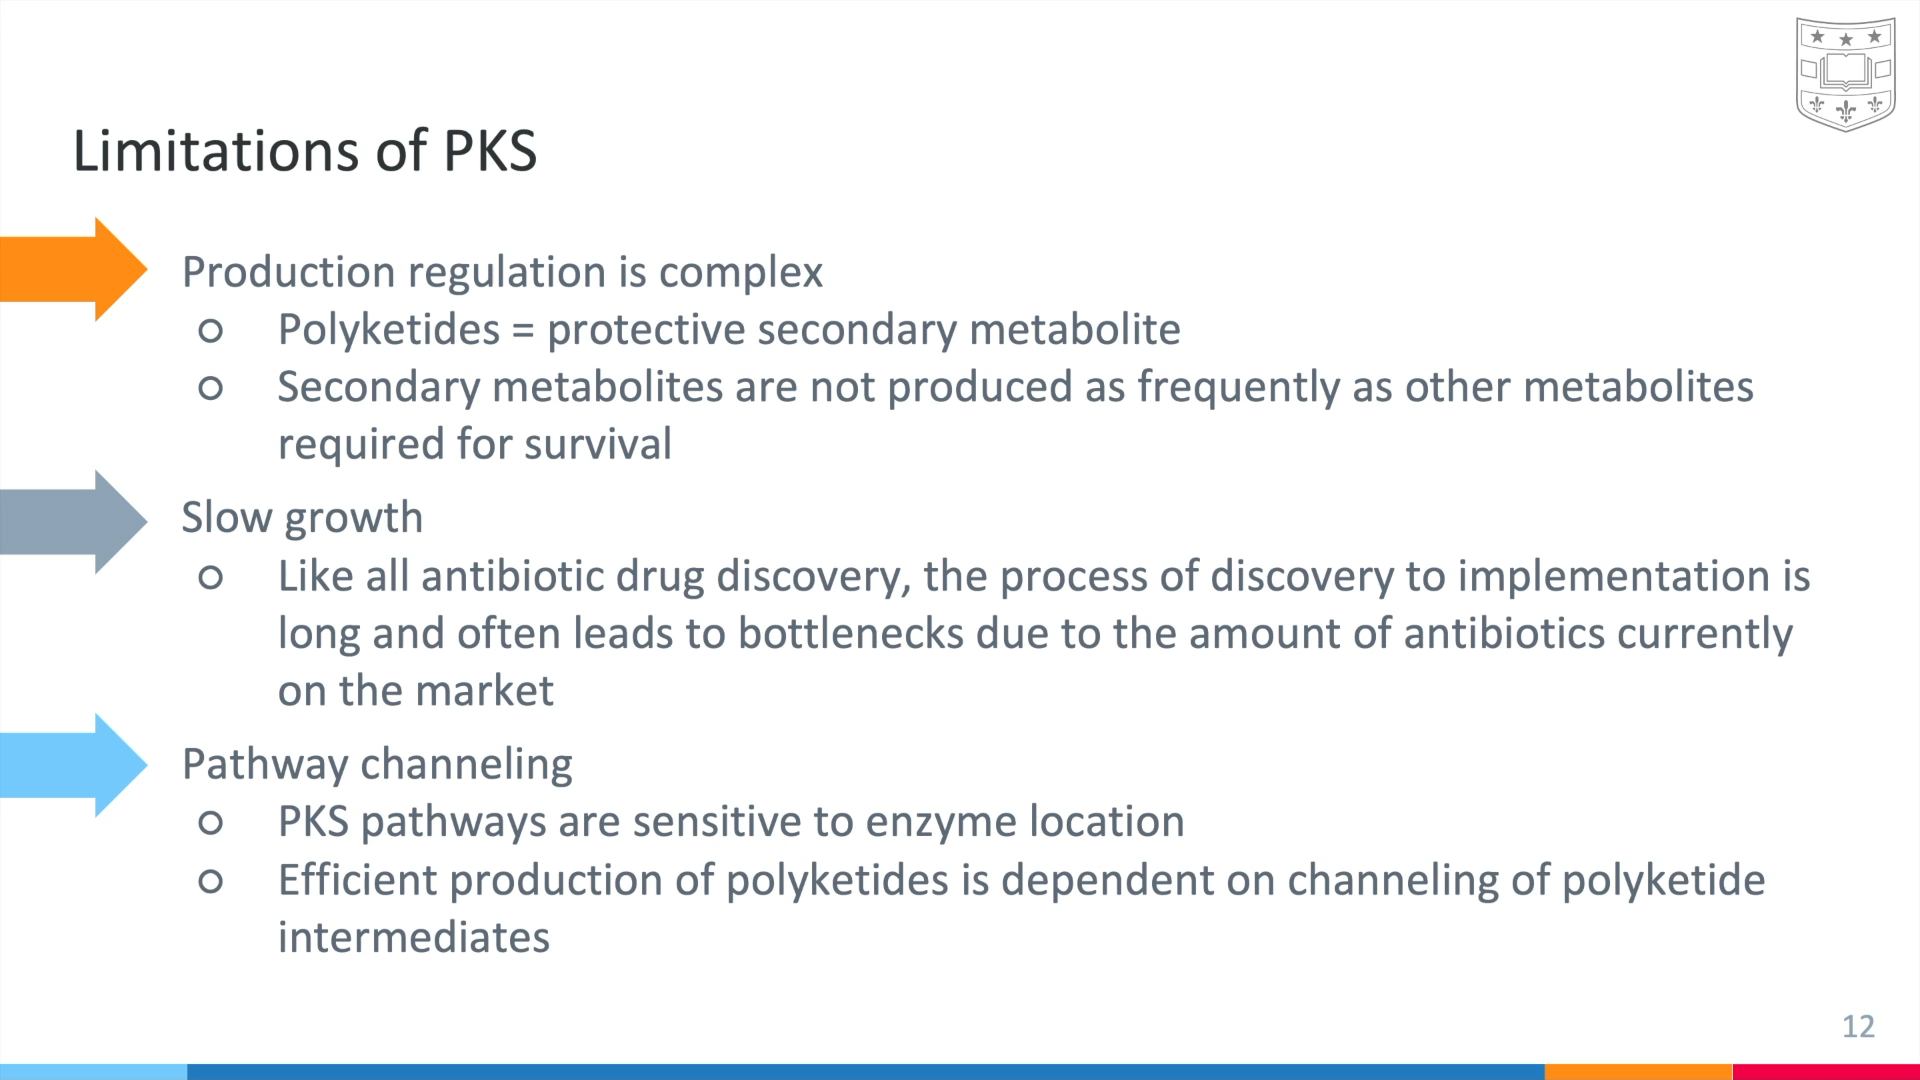 Limitations of PKS
Production regulation is complex
○ Polyketides = protective secondary metabolite
○ Secondary metabolites are not produced as frequently as other metabolites
required for survival
Slow growth
○ Like all antibiotic drug discovery, the process of discovery to implementation is
long and often leads to bottlenecks due to the amount of antibiotics currently
on the market
Pathway channeling
○ PKS pathways are sensitive to enzyme location
○ Efficient production of polyketides is dependent on channeling of polyketide
intermediates
12